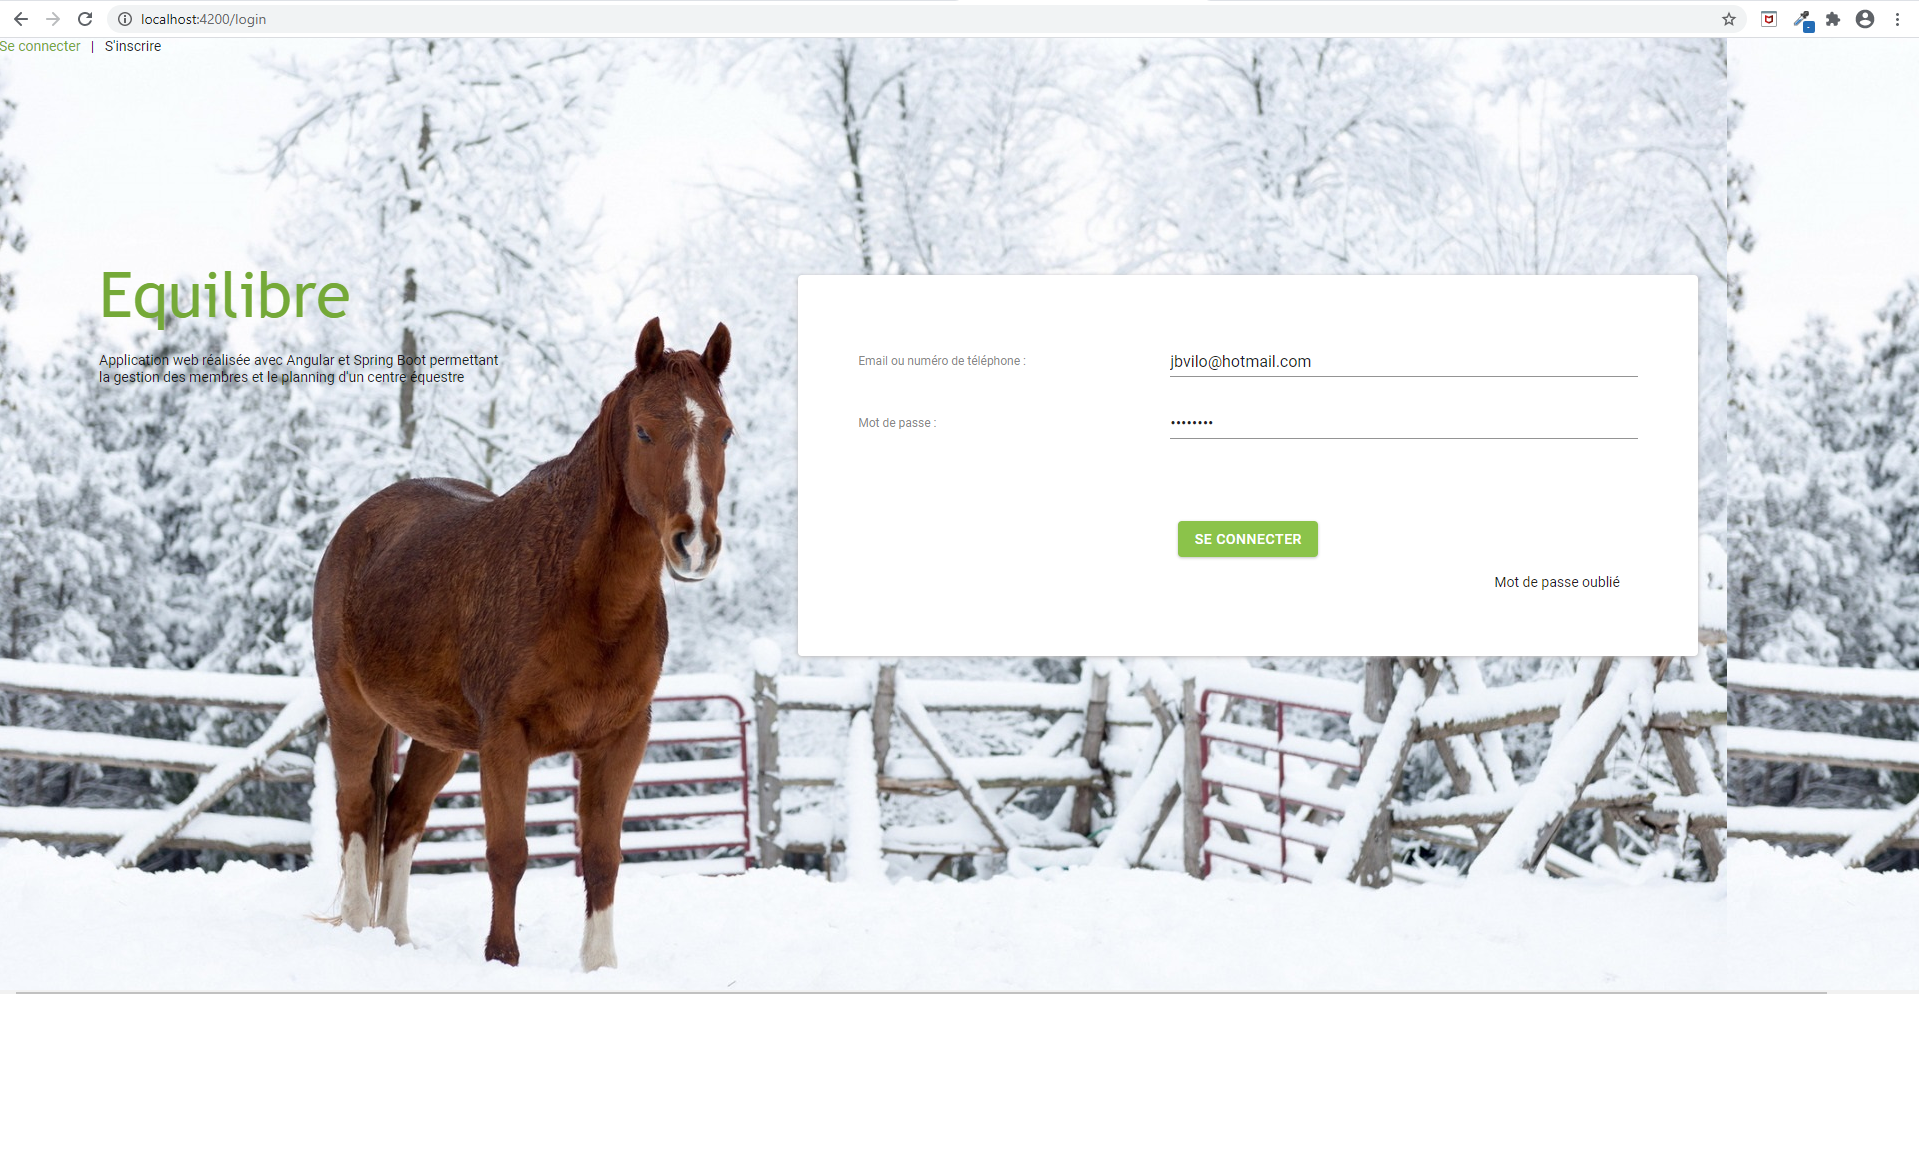 localhost:4200/login
Se connecter | S'inscrire
Equilibre
Application web réalisée avec Angular et Spring Boot permettant
la gestion des membres et le planning d'un centre équestre
Email ou numéro de téléphone :
jbvilo@hotmail.com
Mot de passe :
••••••••
SE CONNECTER
Mot de passe oublié